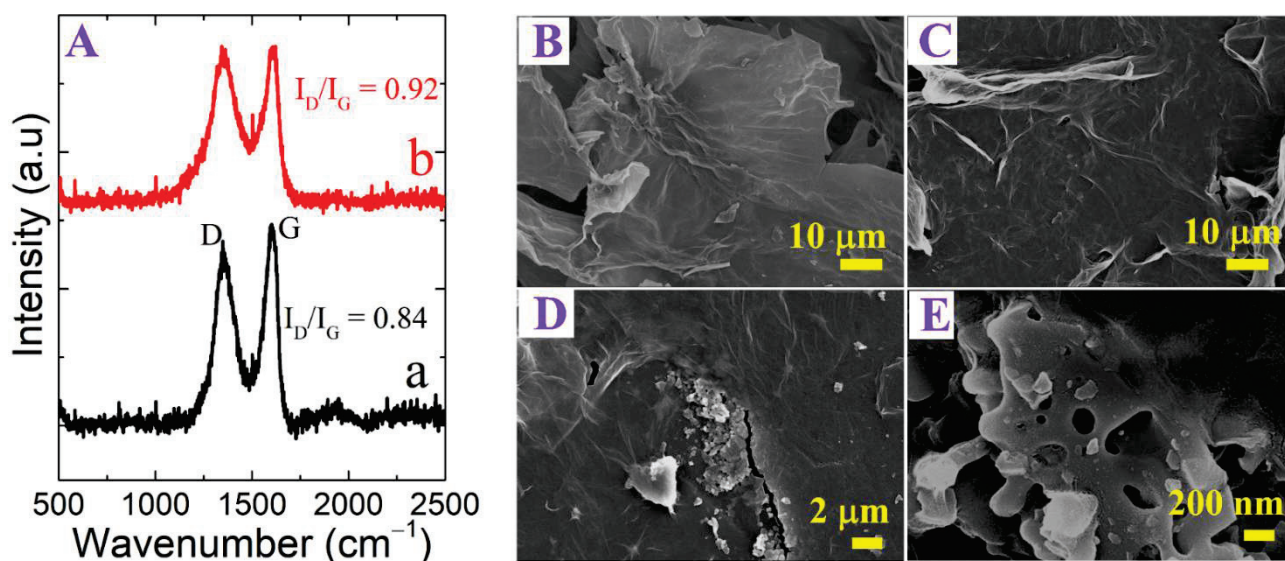 A
I_D/I_G = 0.92
b
D
G
I_D/I_G = 0.84
a
Intensity (a.u)
500 1000 1500 2000 2500
Wavenumber (cm⁻¹)
B
10 μm
C
10 μm
D
2 μm
E
200 nm